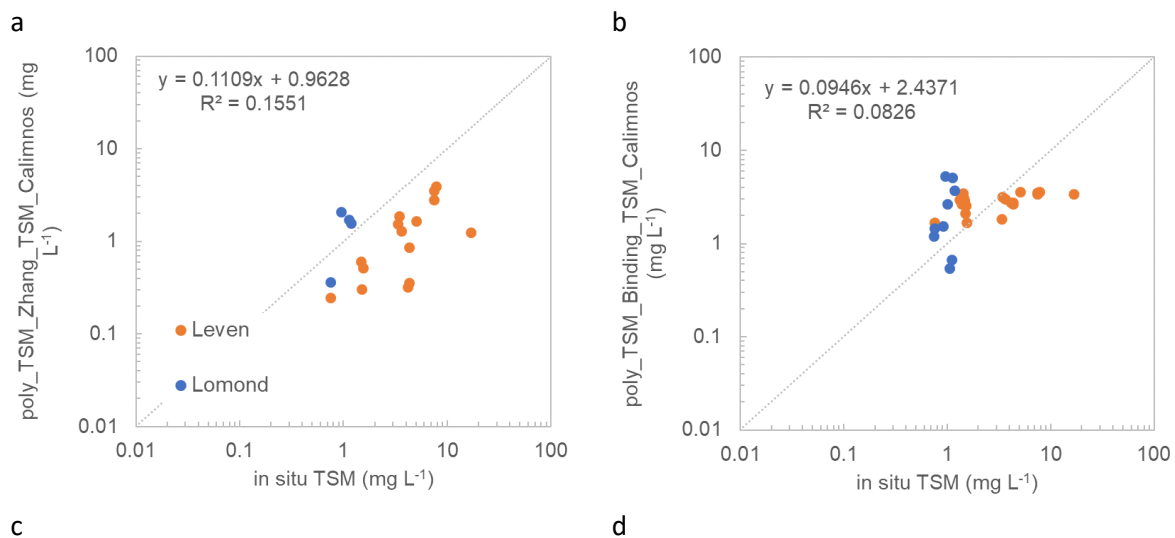 a
b
100
10
1
0.1
0.01
poly_TSM_Zhang_TSM_Calimnos (mg
L⁻¹)
y = 0.1109x + 0.9628
R² = 0.1551
Leven
Lomond
0.01 0.1 1 10 100
in situ TSM (mg L⁻¹)
100
10
1
0.1
0.01
poly_TSM_Binding_TSM_Calimnos
(mg L⁻¹)
y = 0.0946x + 2.4371
R² = 0.0826
0.01 0.1 1 10 100
in situ TSM (mg L⁻¹)
c
d